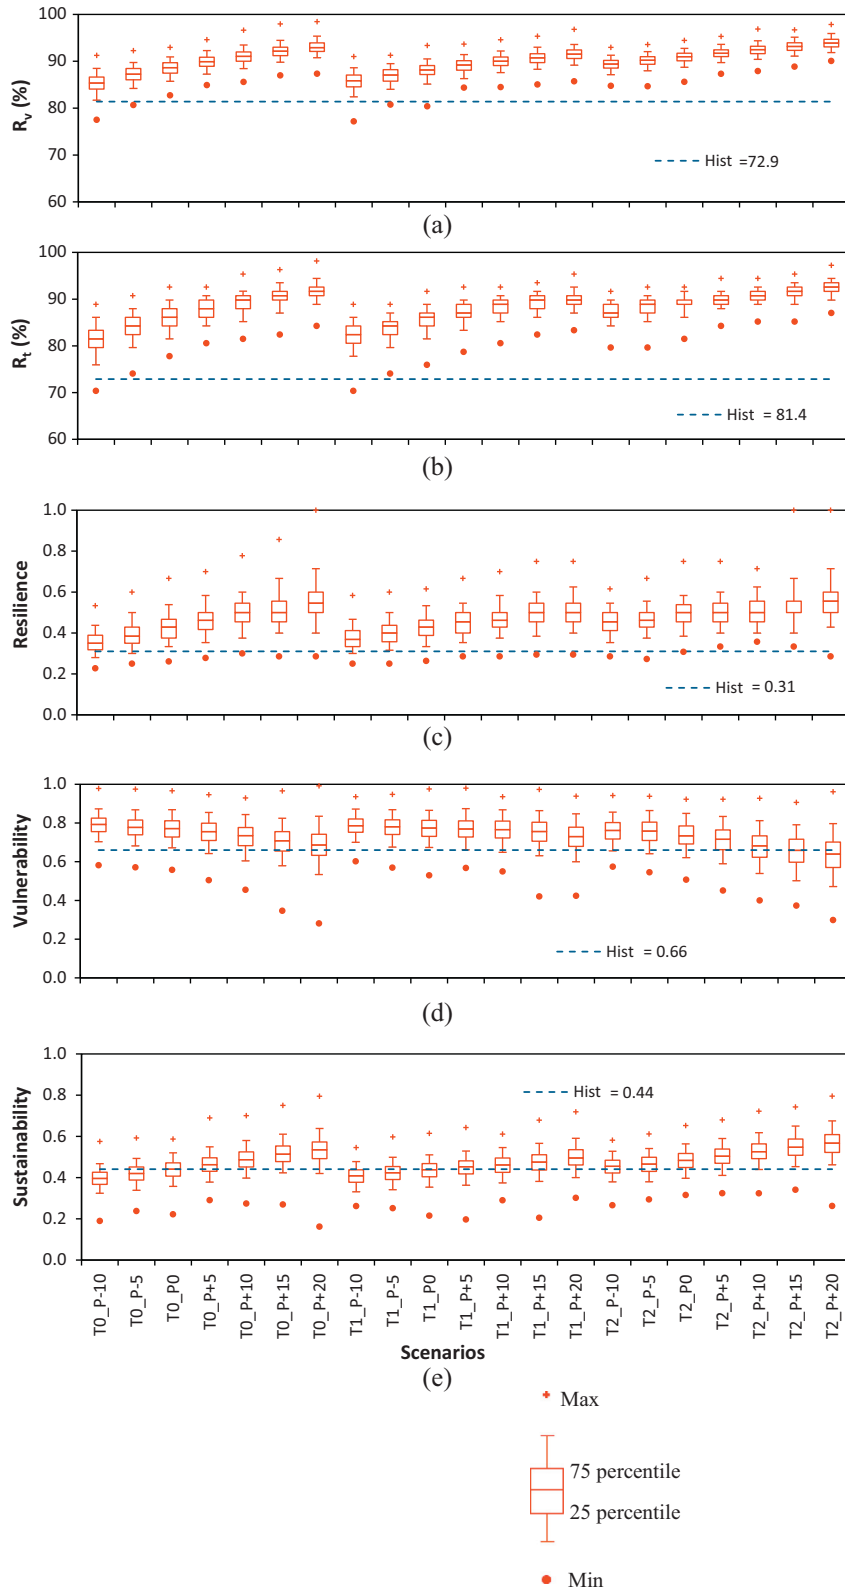 100
90
80
70
60
R_v (%)
Hist =72.9
(a)
100
90
80
70
60
R_t (%)
Hist = 81.4
(b)
1.0
0.8
0.6
0.4
0.2
0.0
Resilience
Hist = 0.31
(c)
1.0
0.8
0.6
0.4
0.2
0.0
Vulnerability
Hist = 0.66
(d)
1.0
0.8
0.6
0.4
0.2
0.0
Sustainability
Hist = 0.44
T0_P-10
T0_P-5
T0_P0
T0_P+5
T0_P+10
T0_P+15
T0_P+20
T1_P-10
T1_P-5
T1_P0
T1_P+5
T1_P+10
T1_P+15
T1_P+20
T2_P-10
T2_P-5
T2_P0
T2_P+5
T2_P+10
T2_P+15
T2_P+20
Scenarios
(e)
Max
75 percentile
25 percentile
Min